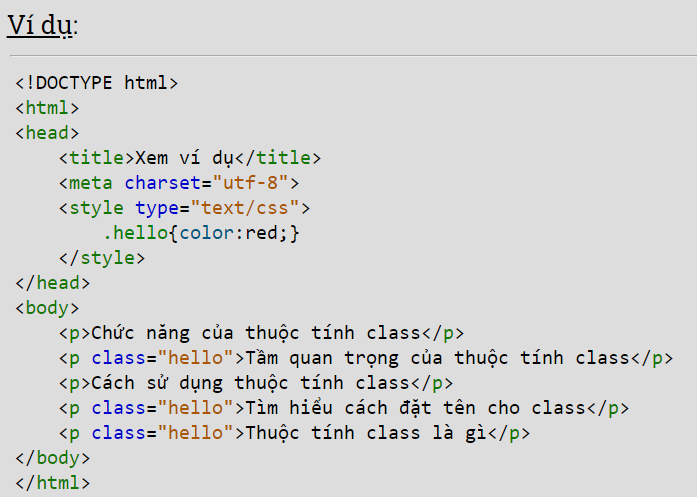 Ví dụ:
<!DOCTYPE html>
<html>
<head>
    <title>Xem ví dụ</title>
    <meta charset="utf-8">
    <style type="text/css">
        .hello{color:red;}
    </style>
</head>
<body>
    <p>Chức năng của thuộc tính class</p>
    <p class="hello">Tầm quan trọng của thuộc tính class</p>
    <p>Cách sử dụng thuộc tính class</p>
    <p class="hello">Tìm hiểu cách đặt tên cho class</p>
    <p class="hello">Thuộc tính class là gì</p>
</body>
</html>